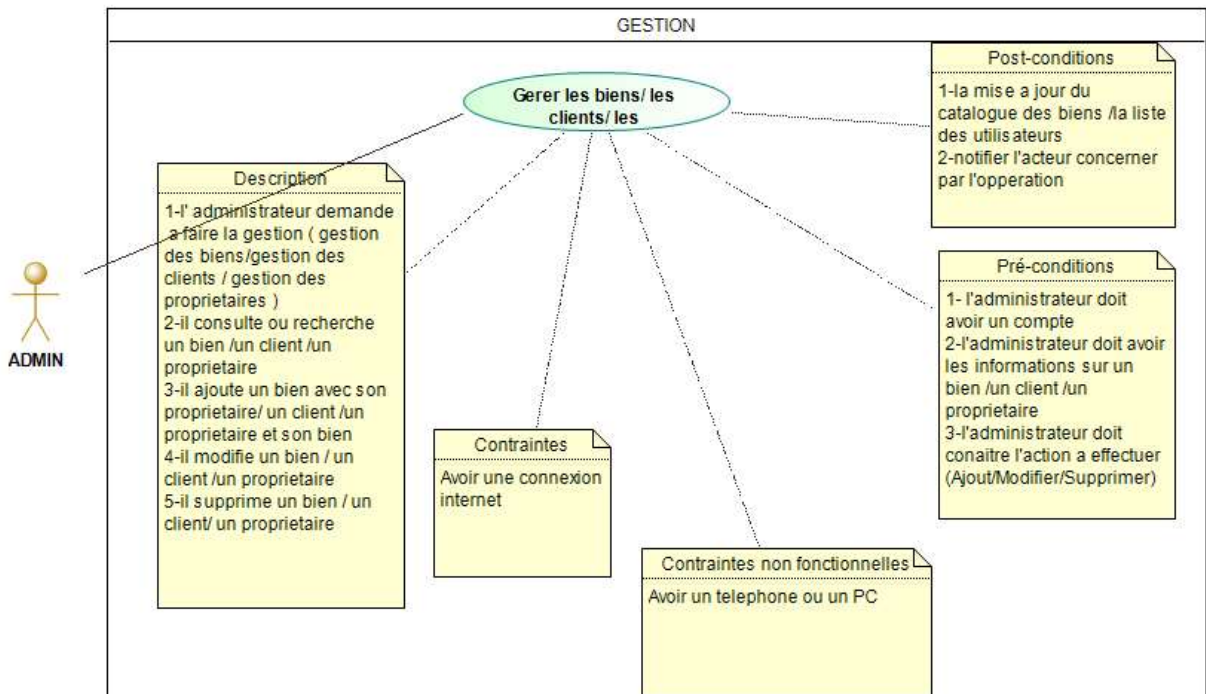 GESTION
Gerer les biens/ les
clients/ les
Post-conditions
1-la mise a jour du
catalogue des biens /la liste
des utilisateurs
2-notifier l'acteur concerner
par l'opperation
Description
1-l' administrateur demande
a faire la gestion ( gestion
des biens/gestion des
clients / gestion des
proprietaires )
2-il consulte ou recherche
un bien /un client /un
proprietaire
3-il ajoute un bien avec son
proprietaire/ un client /un
proprietaire et son bien
4-il modifie un bien / un
client /un proprietaire
5-il supprime un bien / un
client/ un proprietaire
ADMIN
Pré-conditions
1- l'administrateur doit
avoir un compte
2-l'administrateur doit avoir
les informations sur un
bien /un client /un
proprietaire
3-l'administrateur doit
conaitre l'action a effectuer
(Ajout/Modifier/Supprimer)
Contraintes
Avoir une connexion
internet
Contraintes non fonctionnelles
Avoir un telephone ou un PC